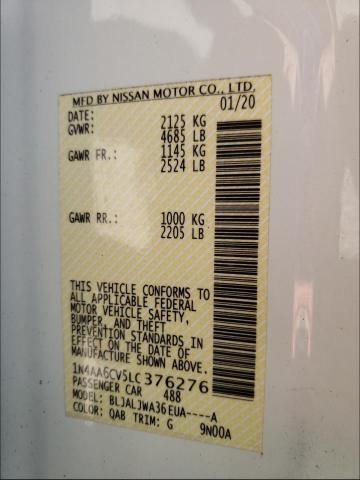 MFD BY NISSAN MOTOR CO., LTD.
DATE: 01/20
GVWR: 2125 KG
4685 LB
GAWR FR.: 1145 KG
2524 LB
GAWR RR.: 1000 KG
2205 LB
THIS VEHICLE CONFORMS TO
ALL APPLICABLE FEDERAL
MOTOR VEHICLE SAFETY,
BUMPER, AND THEFT
PREVENTION STANDARDS IN
EFFECT ON THE DATE OF
MANUFACTURE SHOWN ABOVE.
1N4AA6CV5LC376276
PASSENGER CAR 488
MODEL: BLJALJWA36EUA----A
COLOR: QAB TRIM: G 9N00A